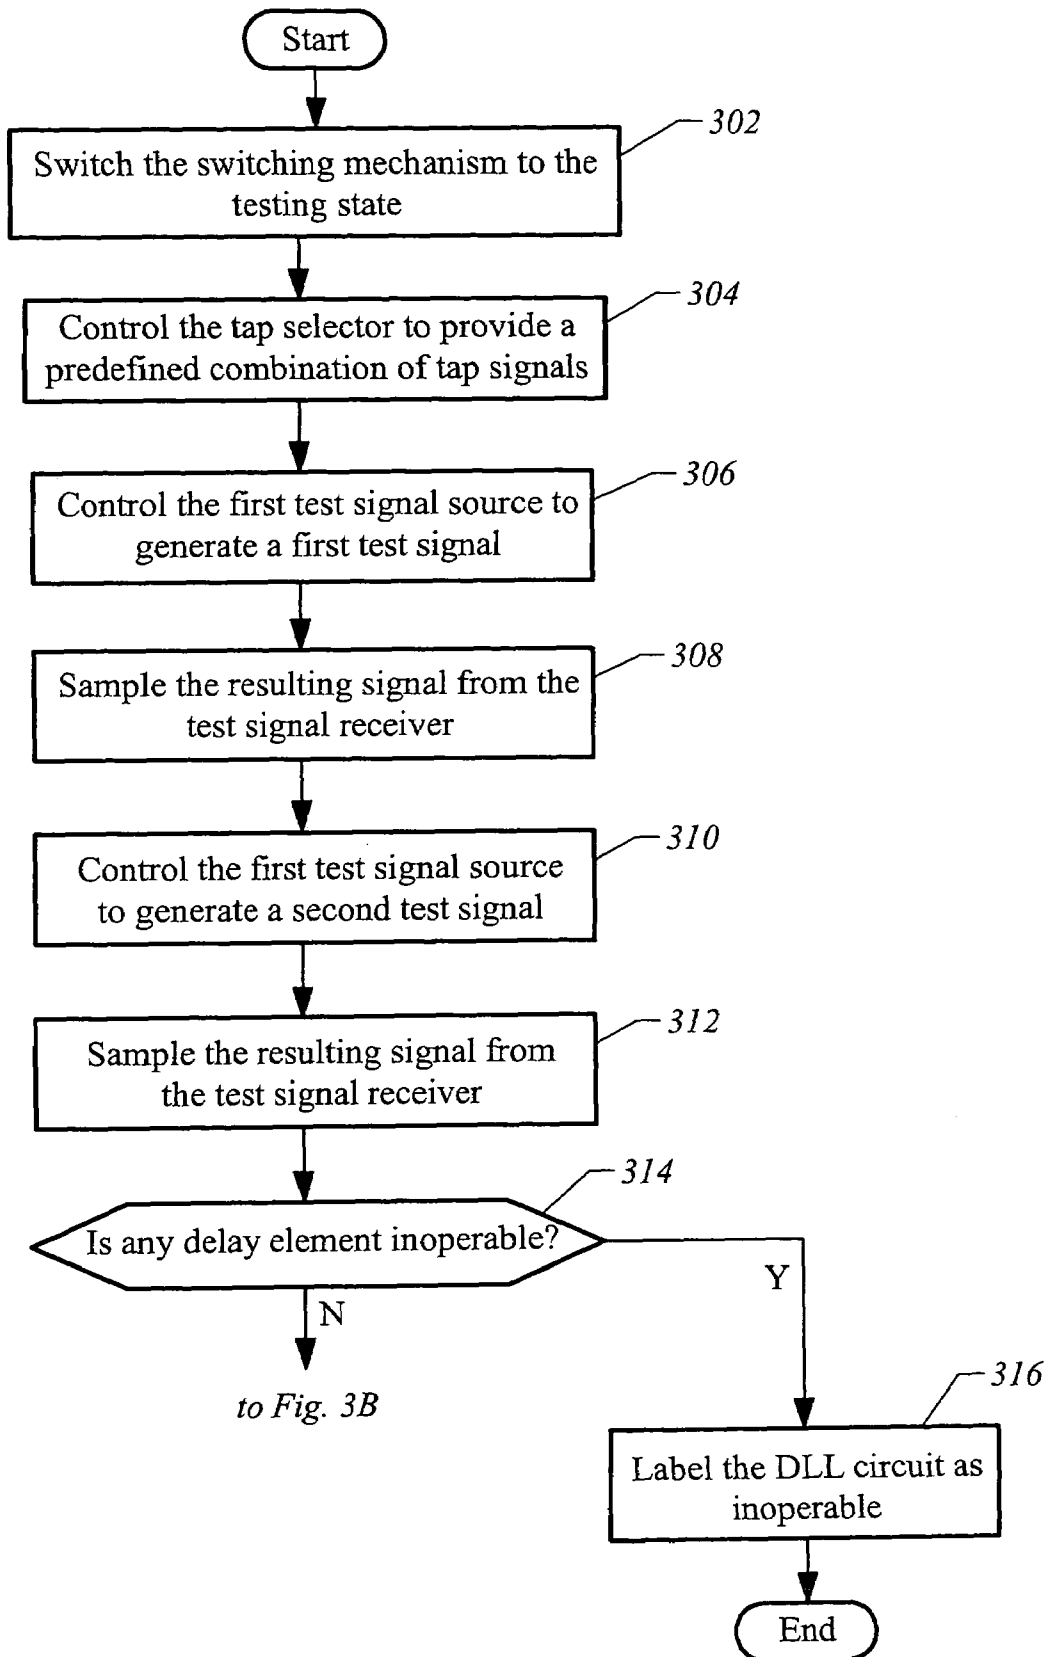 Start
302
Switch the switching mechanism to the
testing state
304
Control the tap selector to provide a
predefined combination of tap signals
306
Control the first test signal source to
generate a first test signal
308
Sample the resulting signal from the
test signal receiver
310
Control the first test signal source
to generate a second test signal
312
Sample the resulting signal from
the test signal receiver
314
Is any delay element inoperable?
Y
N
to Fig. 3B
316
Label the DLL circuit as
inoperable
End